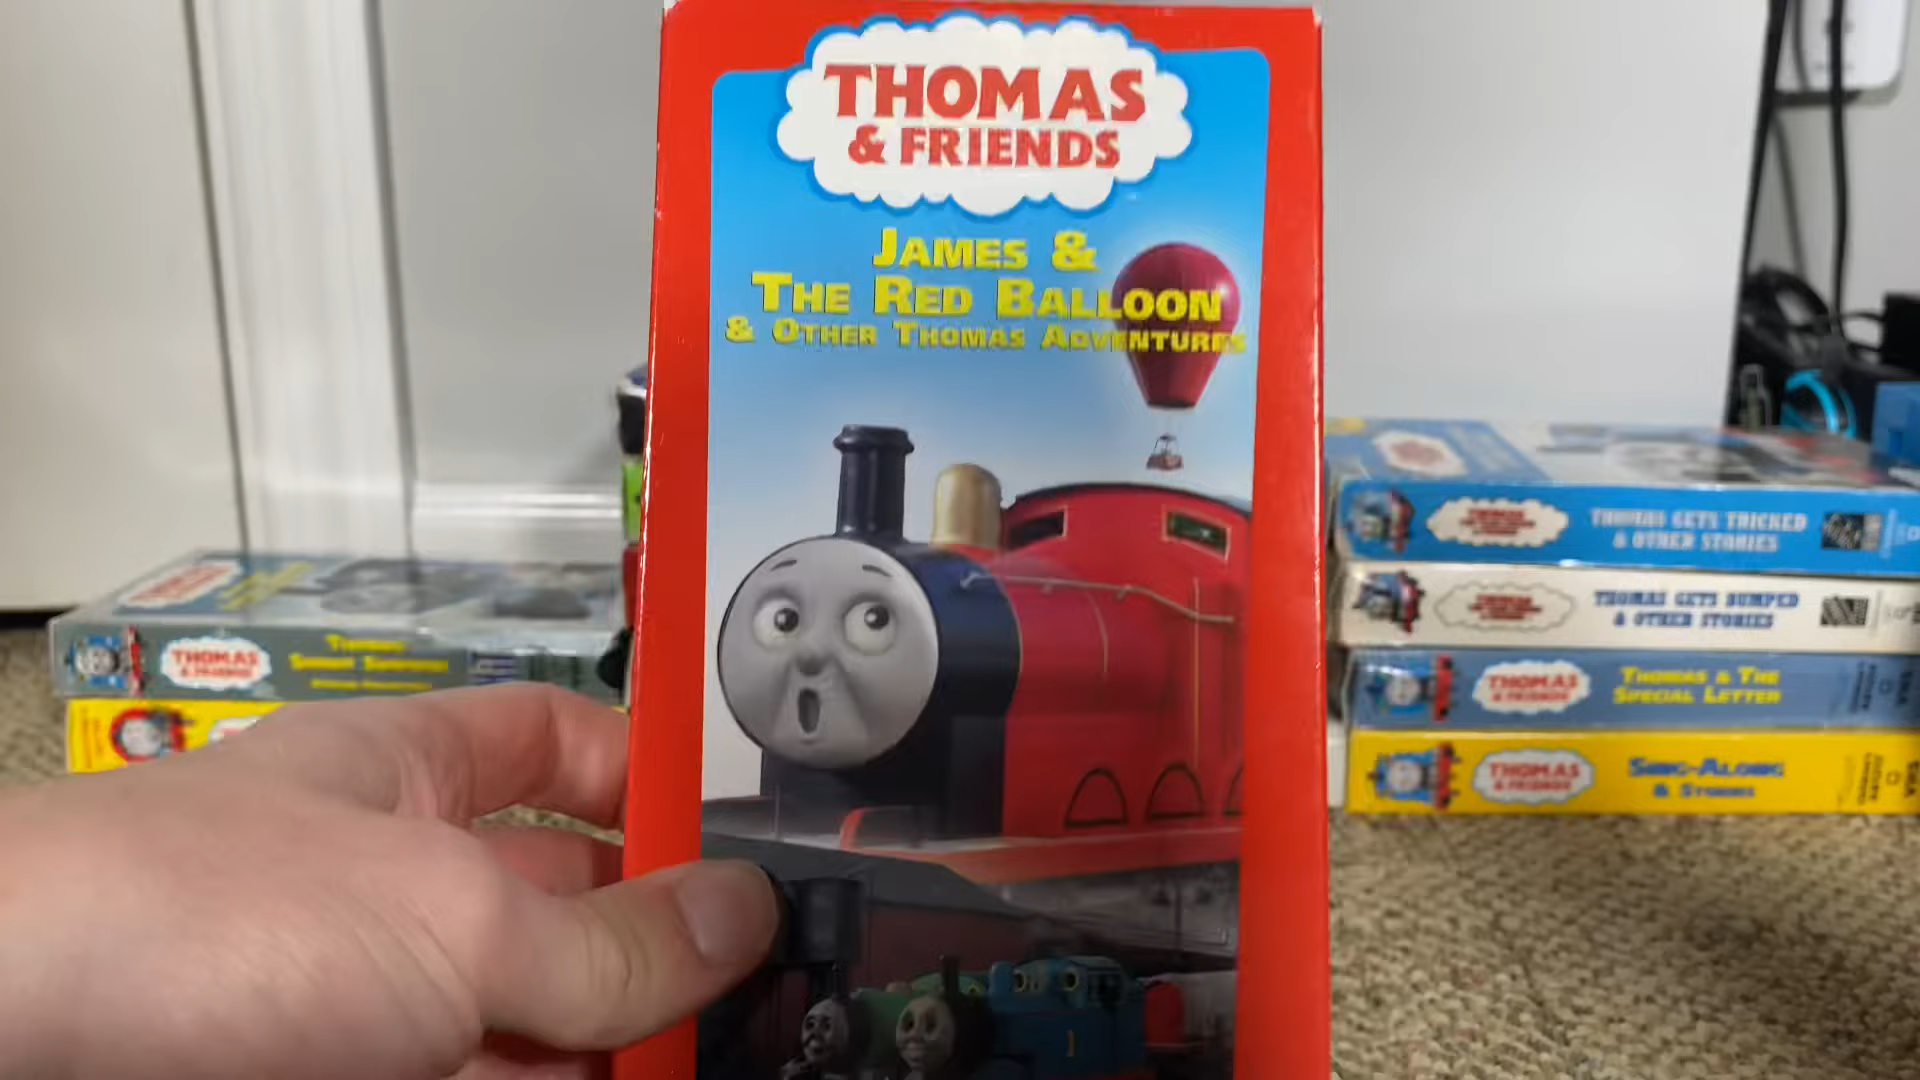 THOMAS
& FRIENDS
JAMES &
THE RED BALLOON
& OTHER THOMAS ADVENTURES
THOMAS
& FRIENDS
THOMAS GETS TRICKED
& OTHER STORIES
THOMAS GETS BUMPED
& OTHER STORIES
THOMAS
& FRIENDS
THOMAS & THE
SPECIAL LETTER
THOMAS
& FRIENDS
SING-ALONG
& STORIES
1